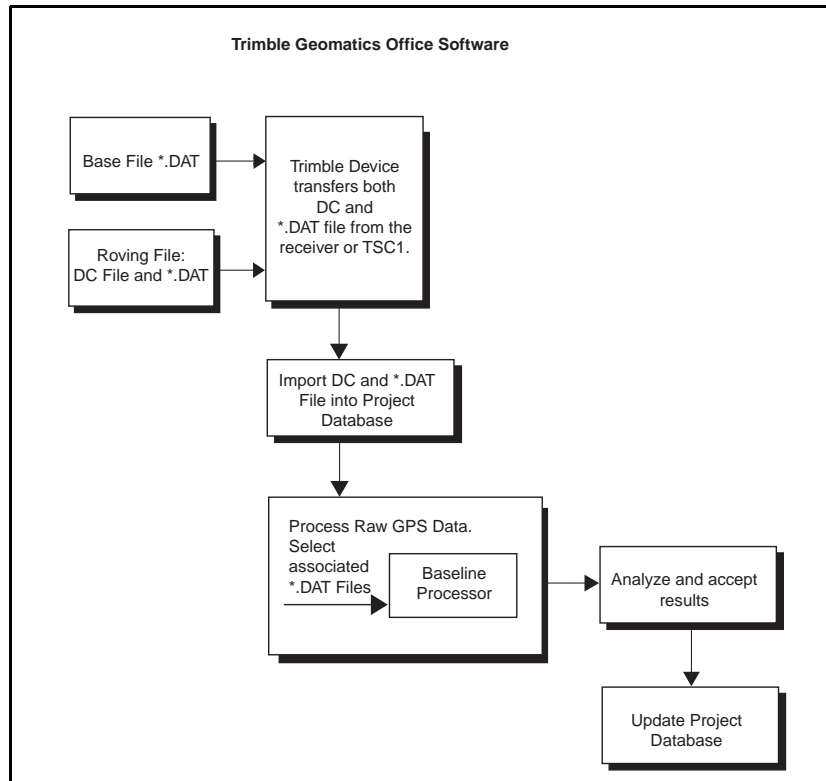 Trimble Geomatics Office Software
Base File *.DAT
Trimble Device
transfers both
DC and
*.DAT file from the
receiver or TSC1.
Roving File:
DC File and *.DAT
Import DC and *.DAT
File into Project
Database
Process Raw GPS Data.
Select
associated
*.DAT Files
Baseline
Processor
Analyze and accept
results
Update Project
Database